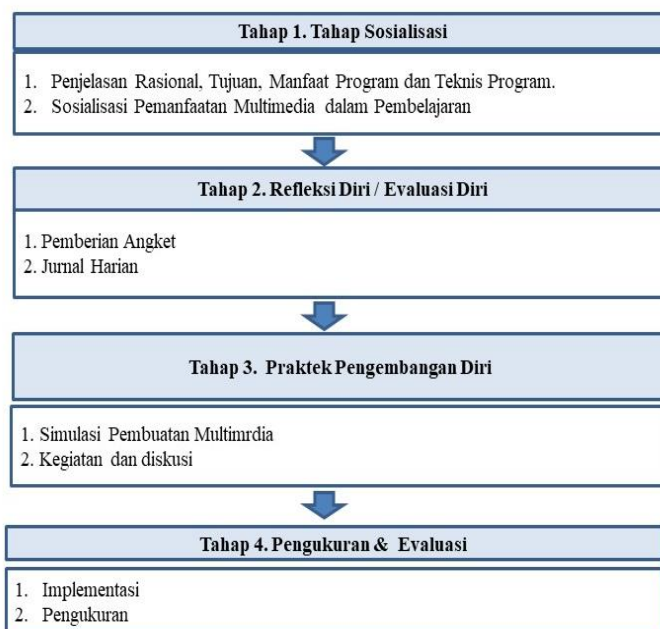 Tahap 1. Tahap Sosialisasi
1. Penjelasan Rasional, Tujuan, Manfaat Program dan Teknis Program.
2. Sosialisasi Pemanfaatan Multimedia dalam Pembelajaran
Tahap 2. Refleksi Diri / Evaluasi Diri
1. Pemberian Angket
2. Jurnal Harian
Tahap 3. Praktek Pengembangan Diri
1. Simulasi Pembuatan Multimrdia
2. Kegiatan dan diskusi
Tahap 4. Pengukuran & Evaluasi
1. Implementasi
2. Pengukuran